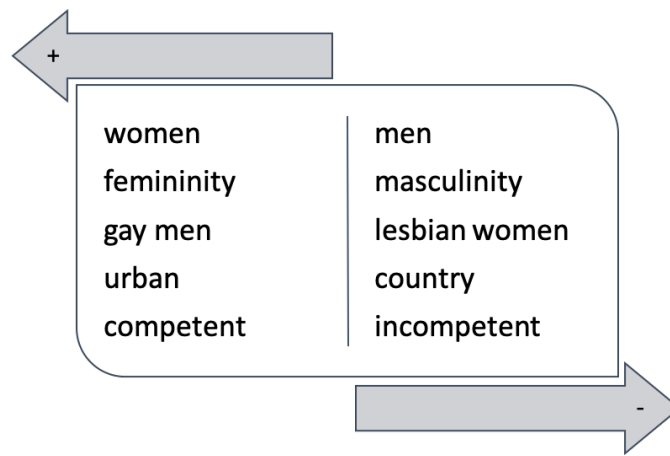 +
women
femininity
gay men
urban
competent
men
masculinity
lesbian women
country
incompetent
-